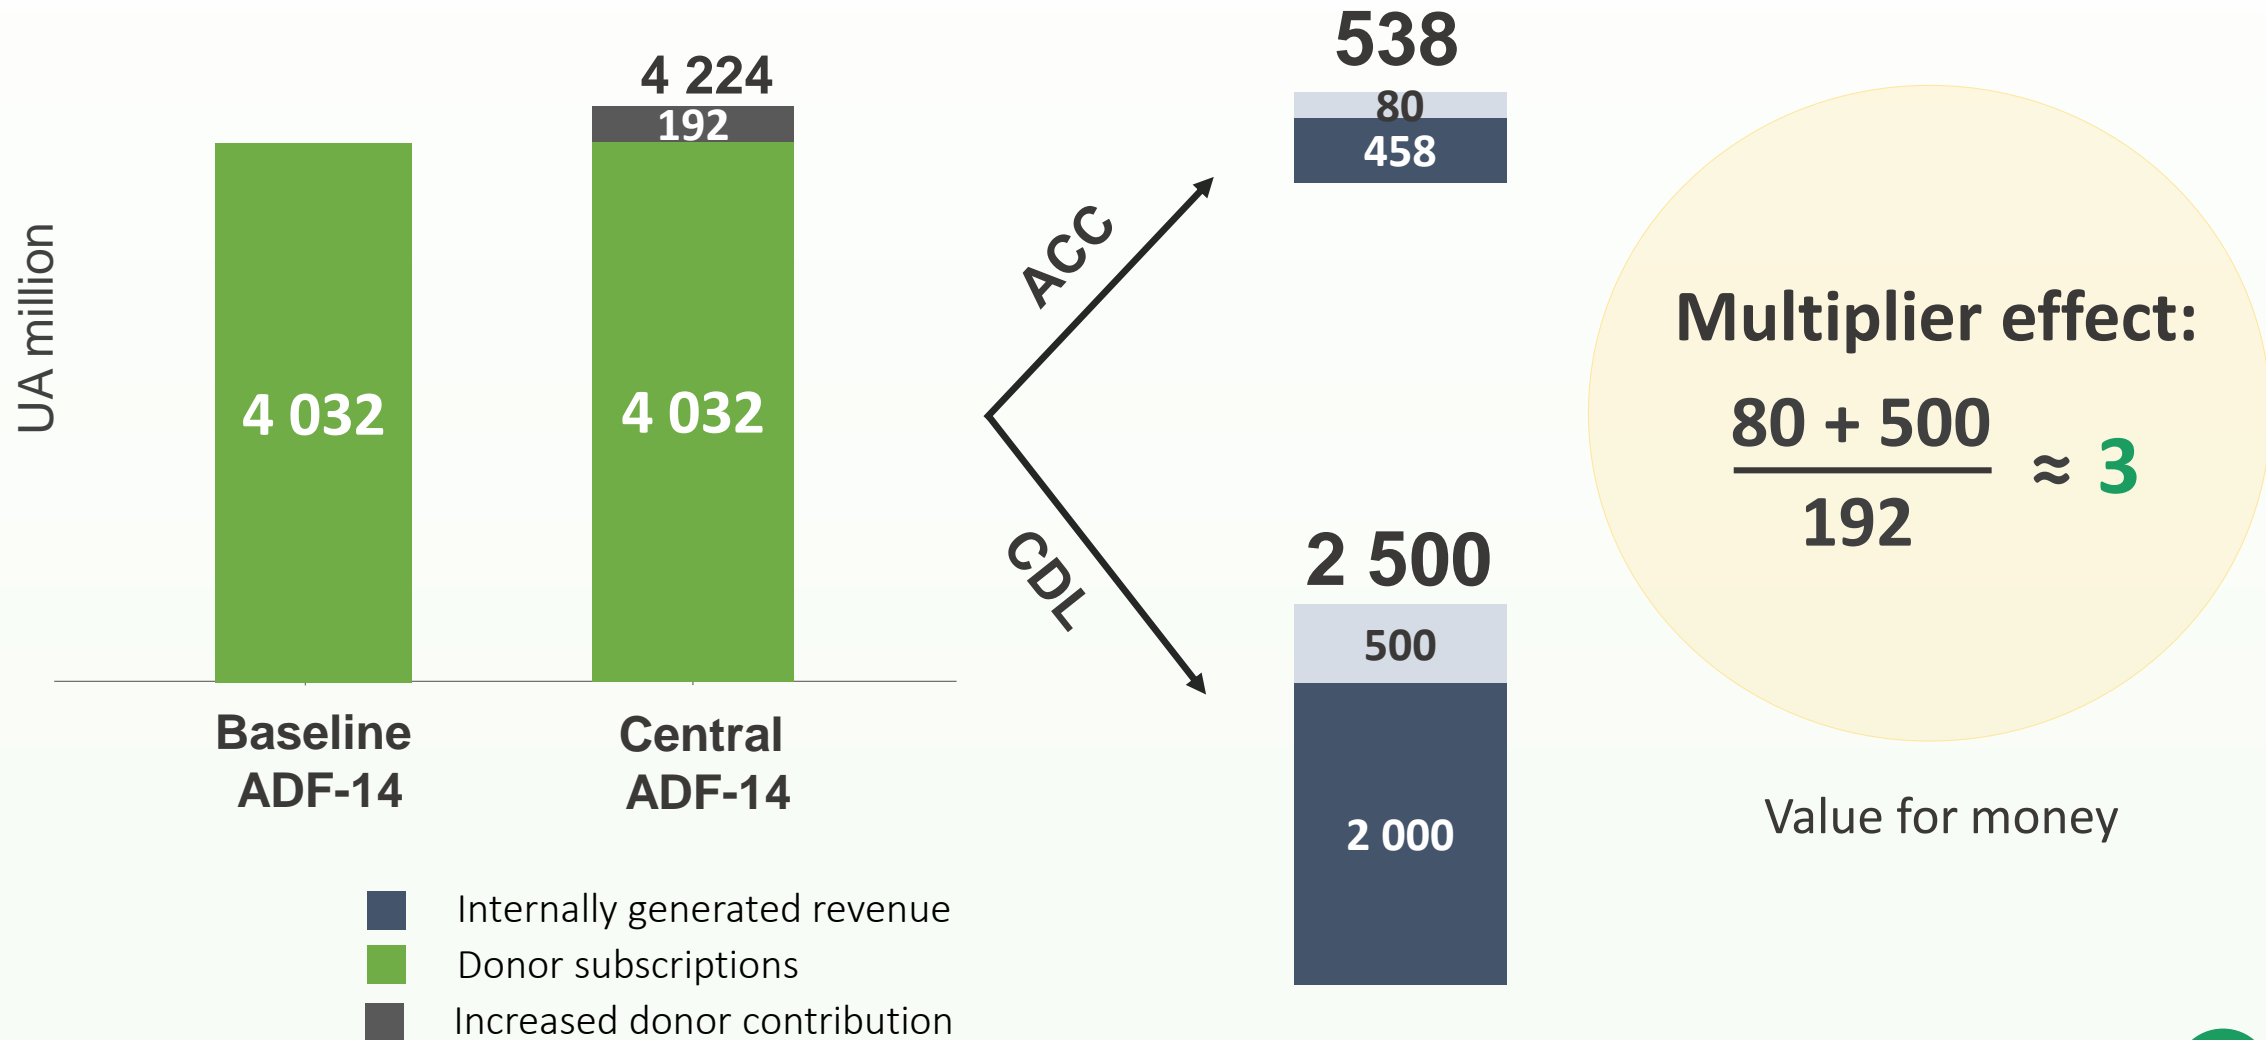 UA million
4 224
192
4 032
4 032
Baseline
ADF-14
Central
ADF-14
Internally generated revenue
Donor subscriptions
Increased donor contribution
ACC
CDL
538
80
458
2 500
500
2 000
Multiplier effect:
80 + 500
192
≈ 3
Value for money